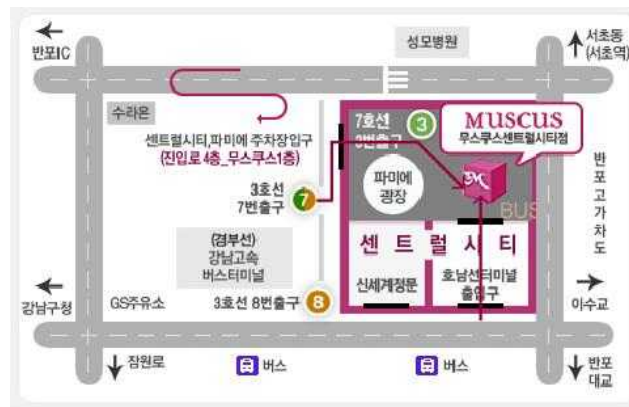 반포IC
성모병원
서초동
(서초역)
수라온
센트럴시티,파미에 주차장입구
(진입로 4층_무스쿠스1층)
7호선
3번출구
3
MUSCUS
무스쿠스센트럴시티점
3호선
7번출구
7
파미에
광장
BUS
반포고가차도
(경부선)
강남고속
버스터미널
센트럴시티
신세계정문
호남선터미널
출입구
강남구청
GS주유소
3호선 8번출구
8
이수교
잠원로
버스
버스
반포
대교